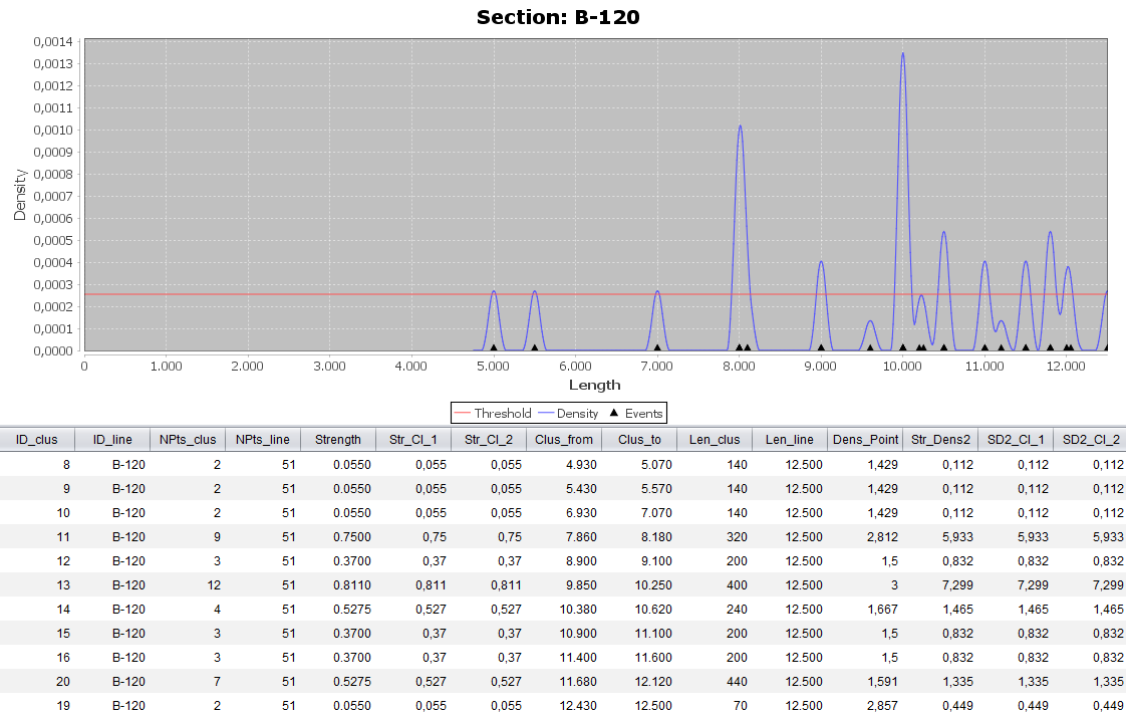 Section: B-120
0,0014
0,0013
0,0012
0,0011
0,0010
0,0009
0,0008
0,0007
0,0006
0,0005
0,0004
0,0003
0,0002
0,0001
0,0000
Density
0 1.000 2.000 3.000 4.000 5.000 6.000 7.000 8.000 9.000 10.000 11.000 12.000
Length
Threshold Density Events
ID_clus ID_line NPts_clus NPts_line Strength Str_CI_1 Str_CI_2 Clus_from Clus_to Len_clus Len_line Dens_Point Str_Dens2 SD2_CI_1 SD2_CI_2
8 B-120 2 51 0.0550 0,055 0,055 4.930 5.070 140 12.500 1,429 0,112 0,112 0,112
9 B-120 2 51 0.0550 0,055 0,055 5.430 5.570 140 12.500 1,429 0,112 0,112 0,112
10 B-120 2 51 0.0550 0,055 0,055 6.930 7.070 140 12.500 1,429 0,112 0,112 0,112
11 B-120 9 51 0.7500 0,75 0,75 7.860 8.180 320 12.500 2,812 5,933 5,933 5,933
12 B-120 3 51 0.3700 0,37 0,37 8.900 9.100 200 12.500 1,5 0,832 0,832 0,832
13 B-120 12 51 0.8110 0,811 0,811 9.850 10.250 400 12.500 3 7,299 7,299 7,299
14 B-120 4 51 0.5275 0,527 0,527 10.380 10.620 240 12.500 1,667 1,465 1,465 1,465
15 B-120 3 51 0.3700 0,37 0,37 10.900 11.100 200 12.500 1,5 0,832 0,832 0,832
16 B-120 3 51 0.3700 0,37 0,37 11.400 11.600 200 12.500 1,5 0,832 0,832 0,832
20 B-120 7 51 0.5275 0,527 0,527 11.680 12.120 440 12.500 1,591 1,335 1,335 1,335
19 B-120 2 51 0.0550 0,055 0,055 12.430 12.500 70 12.500 2,857 0,449 0,449 0,449